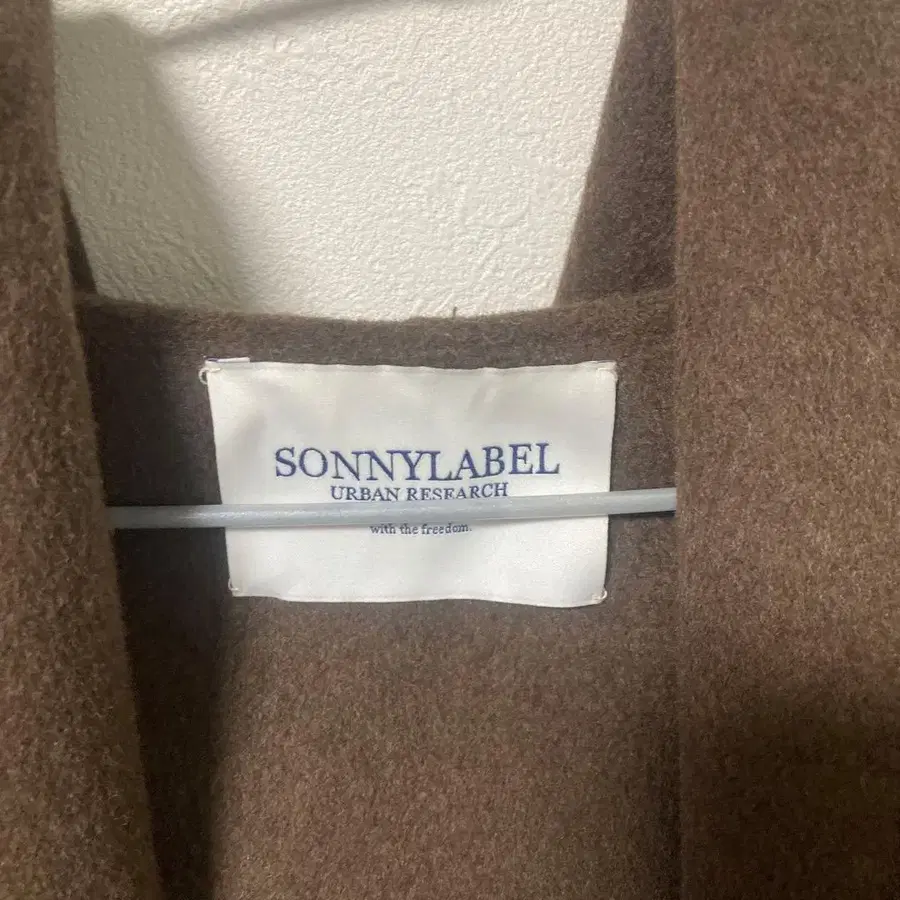 SONNYLABEL
URBAN RESEARCH
with the freedom.